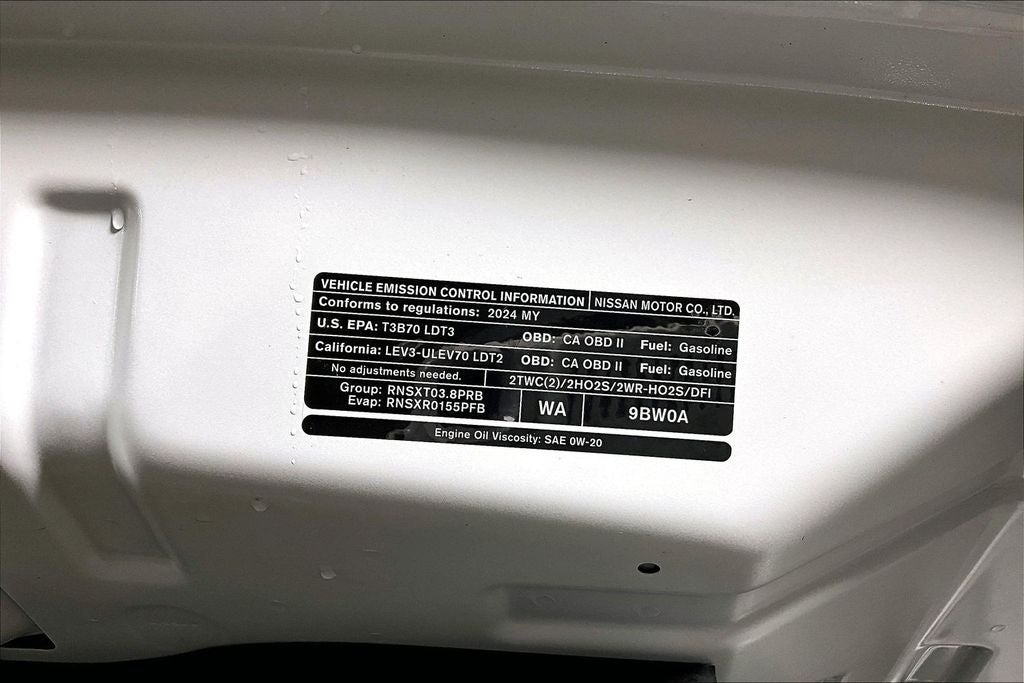 VEHICLE EMISSION CONTROL INFORMATION NISSAN MOTOR CO., LTD.
Conforms to regulations: 2024 MY
U.S. EPA: T3B70 LDT3 OBD: CA OBD II Fuel: Gasoline
California: LEV3-ULEV70 LDT2 OBD: CA OBD II Fuel: Gasoline
No adjustments needed. 2TWC(2)/2HO2S/2WR-HO2S/DFI
Group: RNSXT03.8PRB
Evap: RNSXR0155PFB
WA 9BW0A
Engine Oil Viscosity: SAE 0W-20